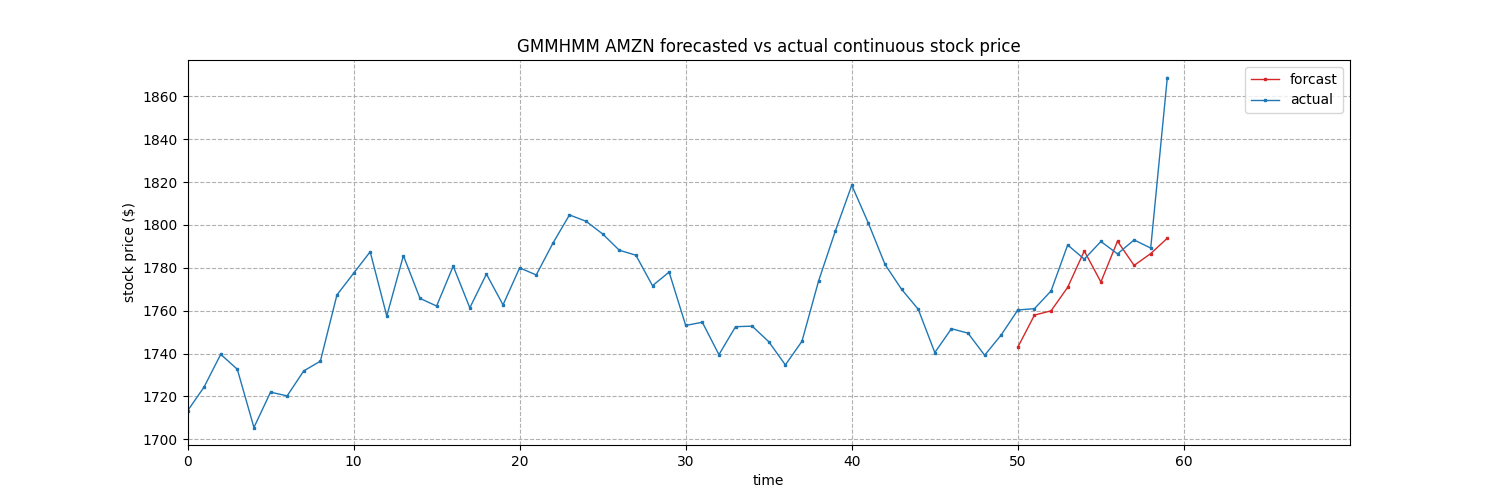 GMMHMM AMZN forecasted vs actual continuous stock price
forcast
actual
stock price ($)
1860
1840
1820
1800
1780
1760
1740
1720
1700
0 10 20 30 40 50 60
time